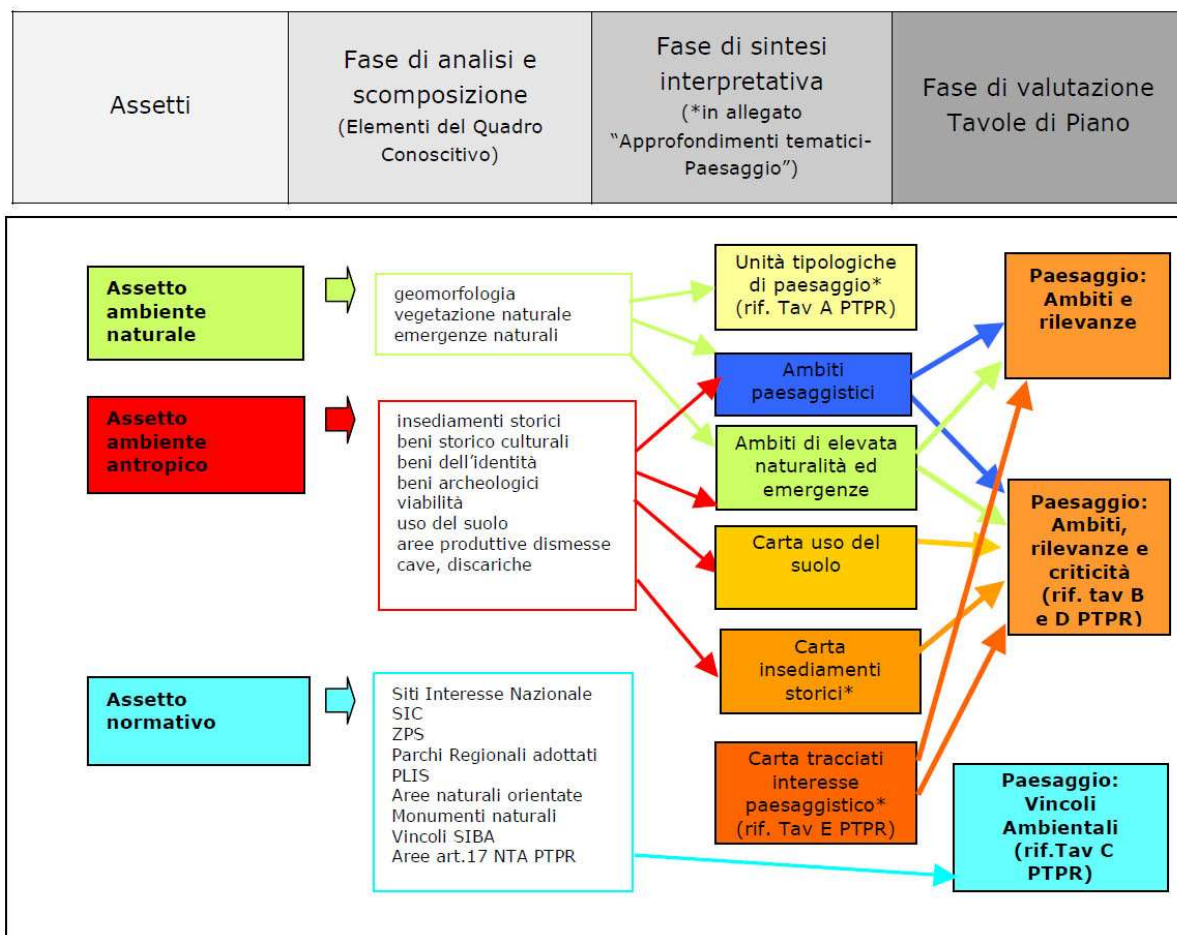 Assetti
Fase di analisi e
scomposizione
(Elementi del Quadro
Conoscitivo)
Fase di sintesi
interpretativa
(*in allegato
“Approfondimenti tematici-
Paesaggio”)
Fase di valutazione
Tavole di Piano
Assetto
ambiente
naturale
geomorfologia
vegetazione naturale
emergenze naturali
Unità tipologiche
di paesaggio*
(rif. Tav A PTPR)
Paesaggio:
Ambiti e
rilevanze
Ambiti
paesaggistici
Assetto
ambiente
antropico
insediamenti storici
beni storico culturali
beni dell’identità
beni archeologici
viabilità
uso del suolo
aree produttive dismesse
cave, discariche
Ambiti di elevata
naturalità ed
emergenze
Carta uso del
suolo
Paesaggio:
Ambiti,
rilevanze e
criticità
(rif. tav B
e D PTPR)
Carta
insediamenti
storici*
Assetto
normativo
Siti Interesse Nazionale
SIC
ZPS
Parchi Regionali adottati
PLIS
Aree naturali orientate
Monumenti naturali
Vincoli SIBA
Aree art.17 NTA PTPR
Carta tracciati
interesse
paesaggistico*
(rif. Tav E PTPR)
Paesaggio:
Vincoli
Ambientali
(rif.Tav C
PTPR)